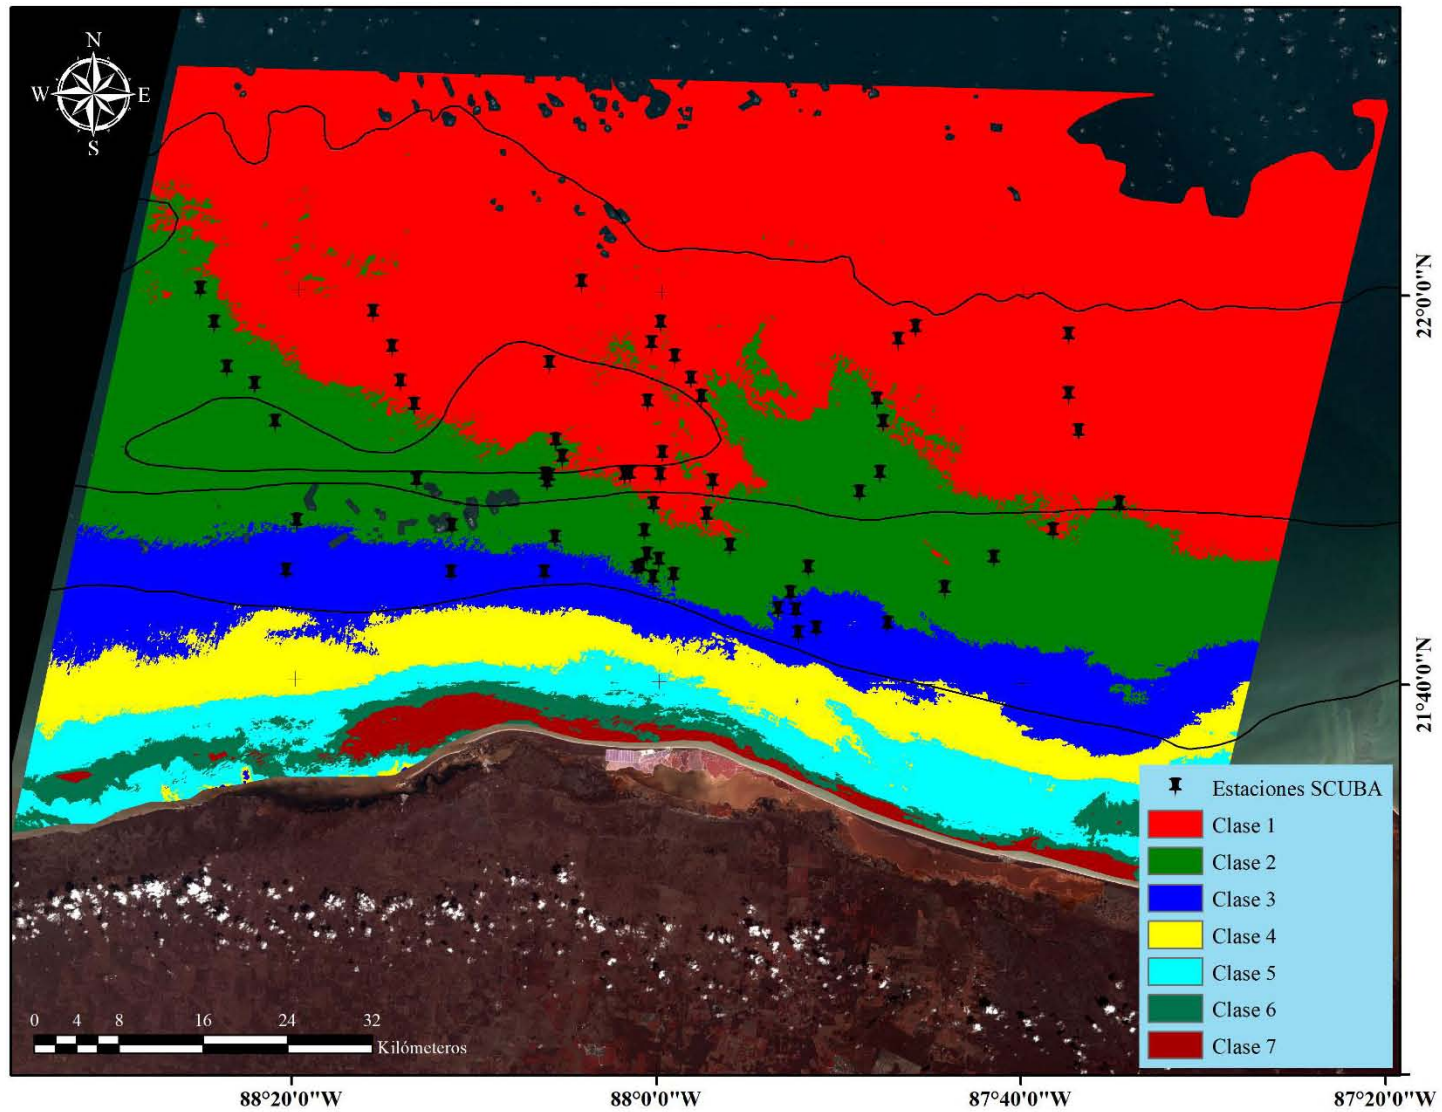 N
W E
S
22°0'0"N
21°40'0"N
Estaciones SCUBA
Clase 1
Clase 2
Clase 3
Clase 4
Clase 5
Clase 6
Clase 7
0 4 8 16 24 32
Kilómeteros
88°20'0"W 88°0'0"W 87°40'0"W 87°20'0"W